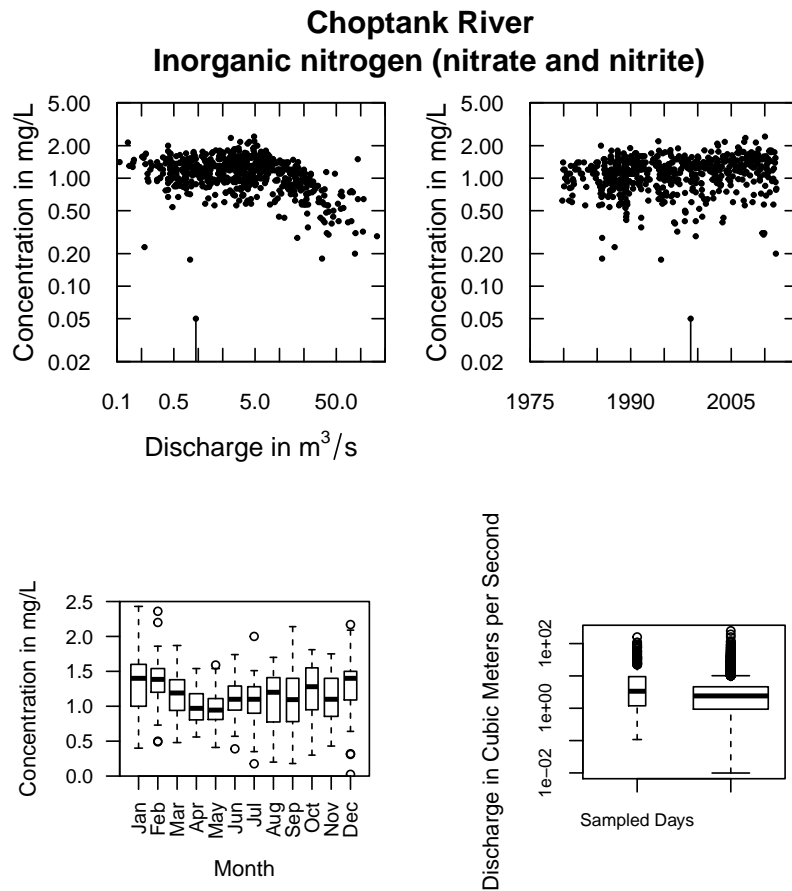 Choptank River
Inorganic nitrogen (nitrate and nitrite)
Concentration in mg/L
5.00
2.00
1.00
0.50
0.20
0.10
0.05
0.02
0.1 0.5 5.0 50.0
Discharge in m³/s
Concentration in mg/L
5.00
2.00
1.00
0.50
0.20
0.10
0.05
0.02
1975 1990 2005
Concentration in mg/L
2.5
2.0
1.5
1.0
0.5
0.0
Jan Feb Mar Apr May Jun Jul Aug Sep Oct Nov Dec
Month
Discharge in Cubic Meters per Second
1e+02
1e+00
1e−02
Sampled Days